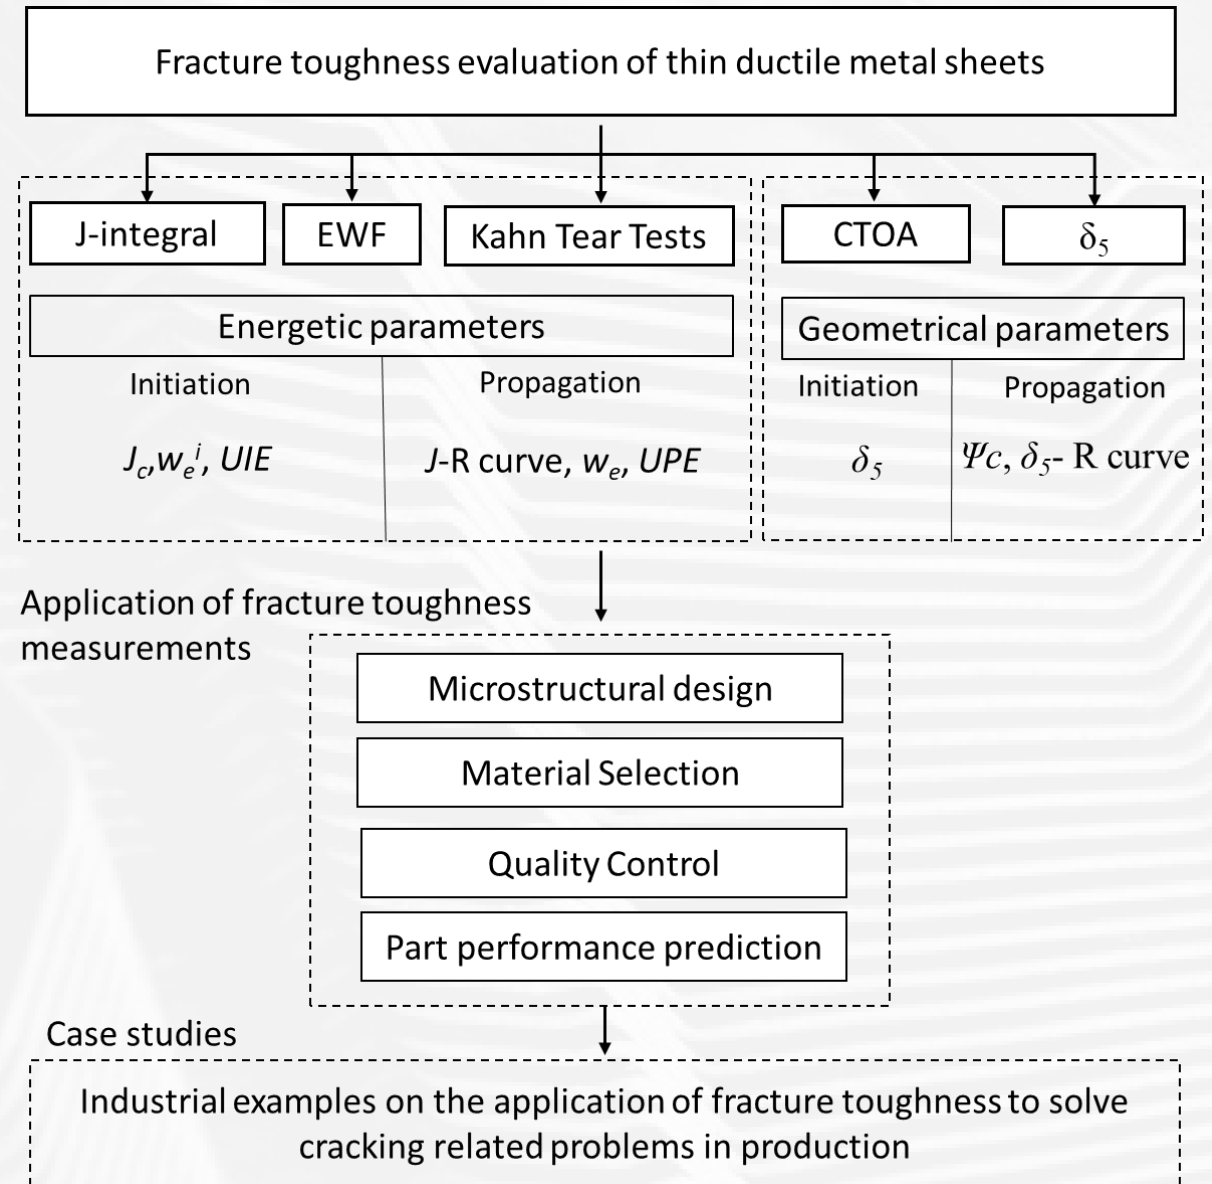 Fracture toughness evaluation of thin ductile metal sheets
J-integral
EWF
Kahn Tear Tests
CTOA
δ₅
Energetic parameters
Geometrical parameters
Initiation
Propagation
Initiation
Propagation
J꜀,wₑⁱ, UIE
J-R curve, wₑ, UPE
δ₅
Ψc, δ₅- R curve
Application of fracture toughness
measurements
Microstructural design
Material Selection
Quality Control
Part performance prediction
Case studies
Industrial examples on the application of fracture toughness to solve
cracking related problems in production